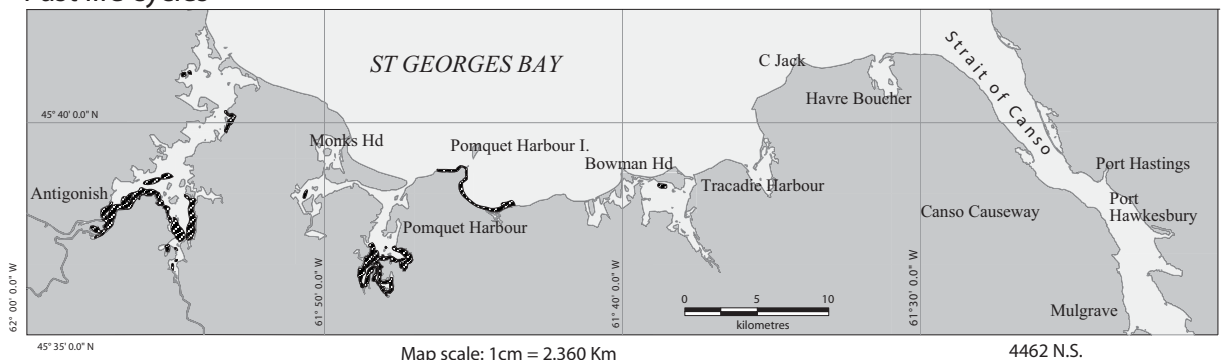 ST GEORGES BAY
Strait of Canso
C Jack
Havre Boucher
45° 40' 0.0" N
Monks Hd
Pomquet Harbour I.
Bowman Hd
Port Hastings
Antigonish
Tracadie Harbour
Port
Hawkesbury
Canso Causeway
Pomquet Harbour
62° 00' 0.0" W
61° 50' 0.0" W
61° 40' 0.0" W
61° 30' 0.0" W
0 5 10
kilometres
Mulgrave
45° 35' 0.0" N
Map scale: 1cm = 2.360 Km
4462 N.S.